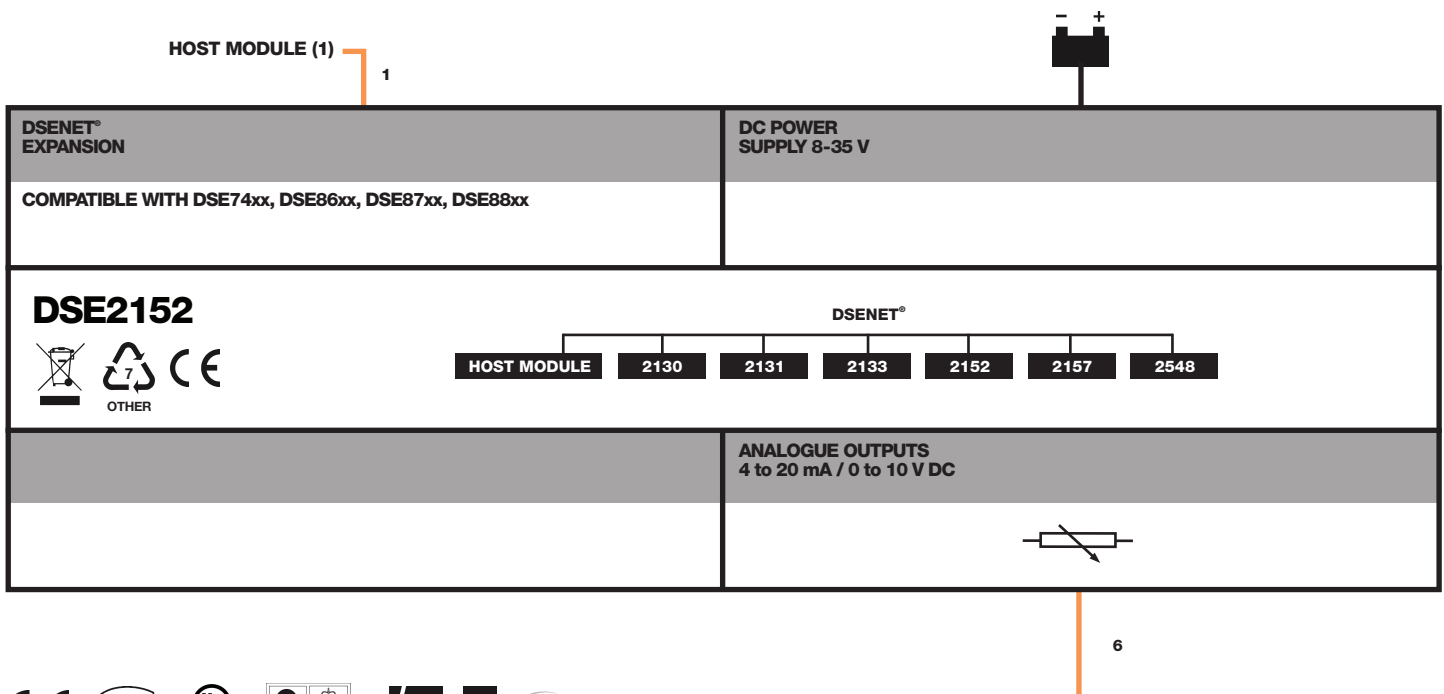 HOST MODULE (1)
1
- +
DSENET®
EXPANSION
DC POWER
SUPPLY 8-35 V
COMPATIBLE WITH DSE74xx, DSE86xx, DSE87xx, DSE88xx
DSE2152
DSENET®
HOST MODULE 2130 2131 2133 2152 2157 2548
7
CE
OTHER
ANALOGUE OUTPUTS
4 to 20 mA / 0 to 10 V DC
6